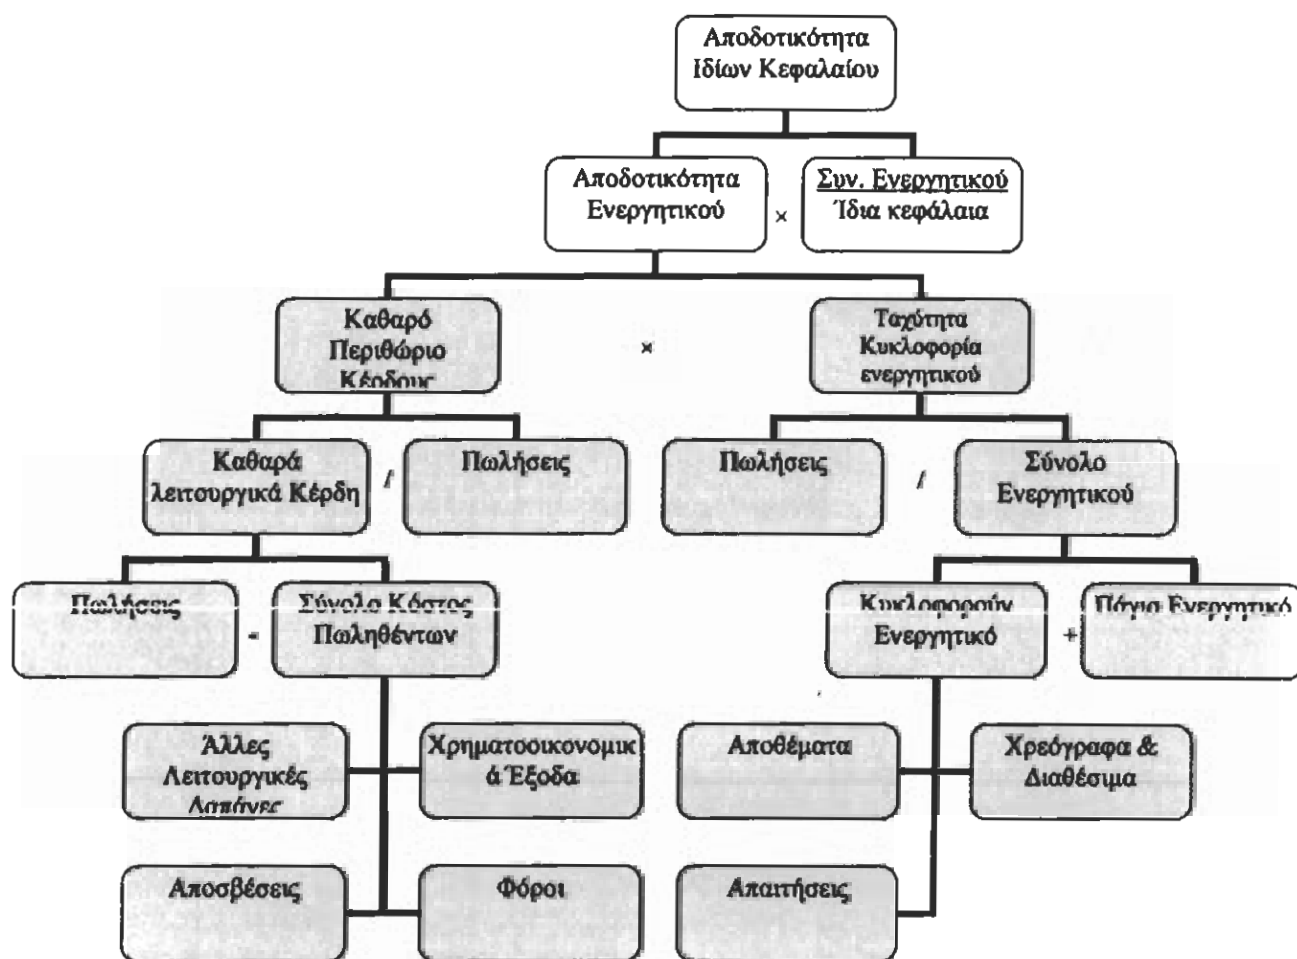 Αποδοτικότητα
Ιδίων Κεφαλαίου
Αποδοτικότητα
Ενεργητικού
×
Συν. Ενεργητικού
Ίδια κεφάλαια
Καθαρό
Περιθώριο
Κέρδους
×
Ταχύτητα
Κυκλοφορία
ενεργητικού
Καθαρά
λειτουργικά Κέρδη
/
Πωλήσεις
Πωλήσεις
/
Σύνολο
Ενεργητικού
Πωλήσεις
-
Σύνολο Κόστος
Πωληθέντων
Κυκλοφορούν
Ενεργητικό
+
Πάγιο Ενεργητικό
Άλλες
Λειτουργικές
Δαπάνες
Χρηματοοικονομικ
ά Έξοδα
Αποθέματα
Χρεόγραφα &
Διαθέσιμα
Αποσβέσεις
Φόροι
Απαιτήσεις